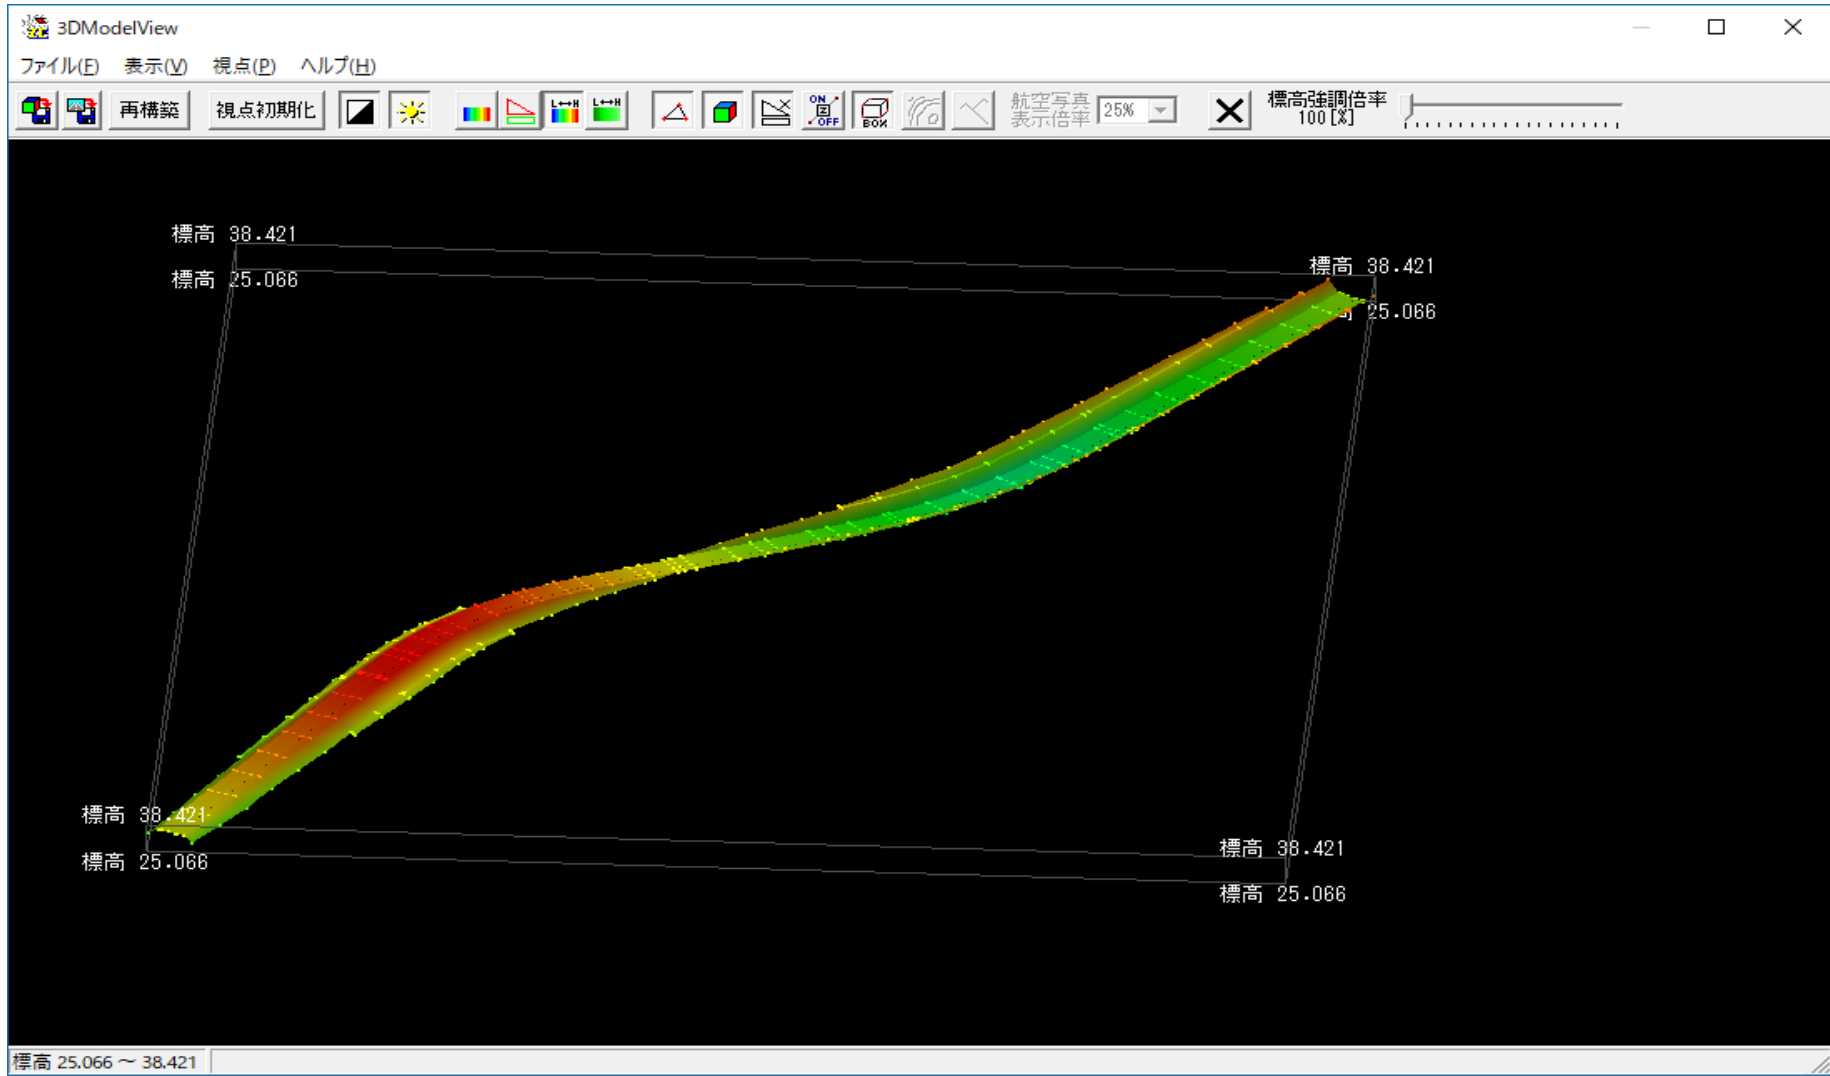 3DModelView
ファイル(F) 表示(V) 視点(P) ヘルプ(H)
再構築 視点初期化 L↔H L↔H ON OFF BOX 航空写真 表示倍率 25% 標高強調倍率 100[%]
標高 38.421
標高 25.066
標高 38.421
25.066
標高 38.421
標高 25.066
標高 38.421
標高 25.066
標高 25.066 ～ 38.421